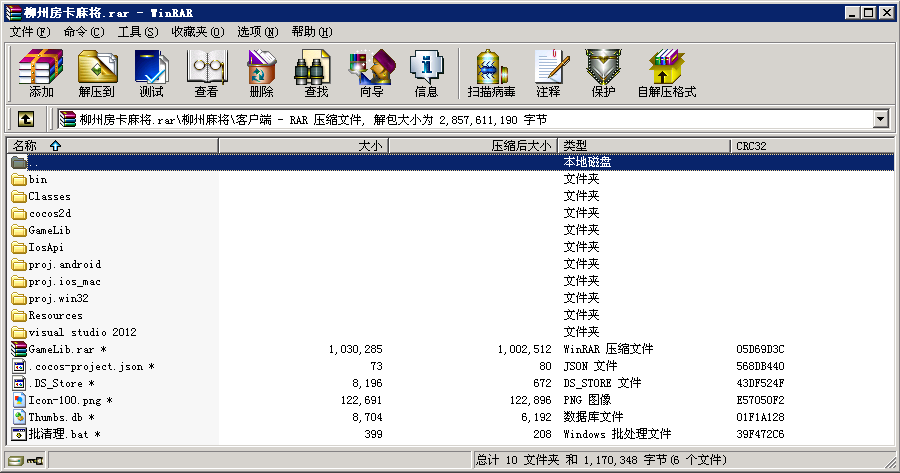 柳州房卡麻将.rar - WinRAR
文件(F) 命令(C) 工具(S) 收藏夹(O) 选项(N) 帮助(H)
添加 解压到 测试 查看 删除 查找 向导 信息 扫描病毒 注释 保护 自解压格式
柳州房卡麻将.rar\柳州麻将\客户端 - RAR 压缩文件, 解包大小为 2,857,611,190 字节
名称 大小 压缩后大小 类型 CRC32
.. 本地磁盘
bin 文件夹
Classes 文件夹
cocos2d 文件夹
GameLib 文件夹
IosApi 文件夹
proj.android 文件夹
proj.ios_mac 文件夹
proj.win32 文件夹
Resources 文件夹
visual studio 2012 文件夹
GameLib.rar * 1,030,285 1,002,512 WinRAR 压缩文件 05D69D3C
.cocos-project.json * 73 80 JSON 文件 568DB440
.DS_Store * 8,196 672 DS_STORE 文件 43DF524F
Icon-100.png * 122,691 122,896 PNG 图像 E57050F2
Thumbs.db * 8,704 6,192 数据库文件 01F1A128
批清理.bat * 399 208 Windows 批处理文件 39F472C6
总计 10 文件夹 和 1,170,348 字节(6 个文件)